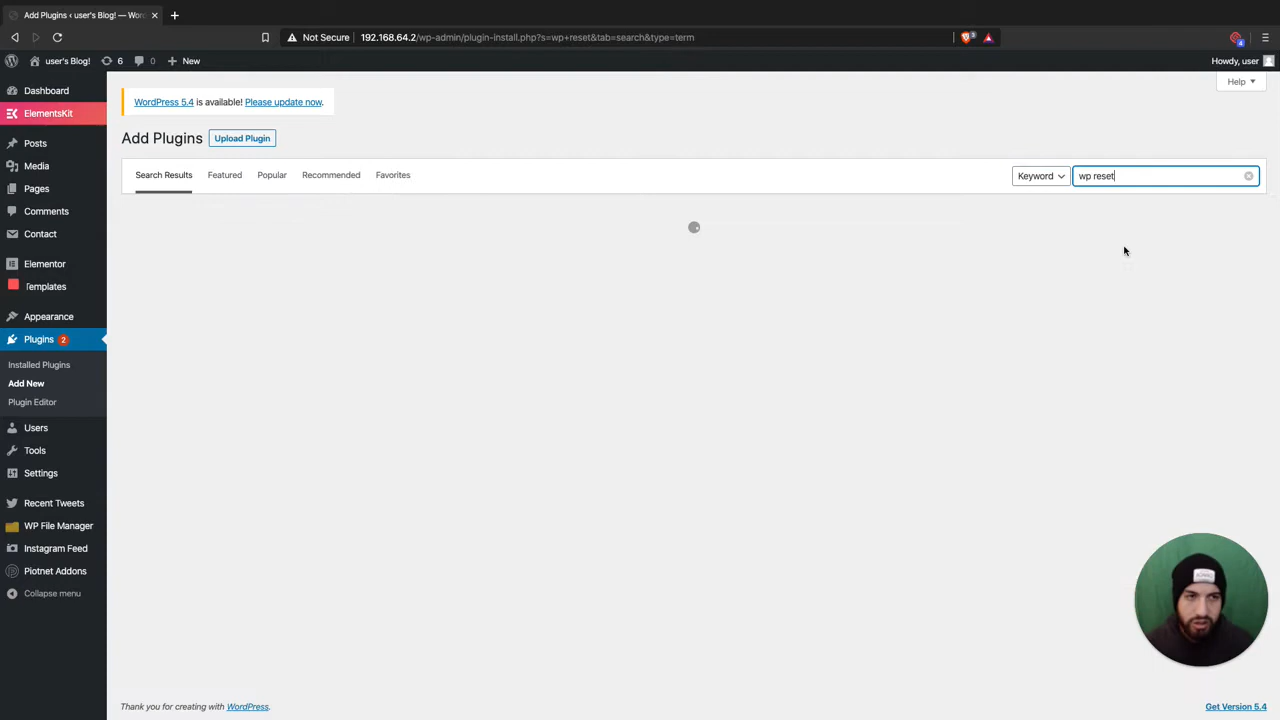 Add Plugins ‹ user's Blog! — Wor
Not Secure 192.168.64.2/wp-admin/plugin-install.php?s=wp+reset&tab=search&type=term
3
4
user's Blog! 6 0 New
Howdy, user
Dashboard
ElementsKit
Posts
Media
Pages
Comments
Contact
Elementor
Templates
Appearance
Plugins 2
Installed Plugins
Add New
Plugin Editor
Users
Tools
Settings
Recent Tweets
WP File Manager
Instagram Feed
Piotnet Addons
Collapse menu
Help
WordPress 5.4 is available! Please update now.
Add Plugins Upload Plugin
Search Results Featured Popular Recommended Favorites
Keyword wp reset
Thank you for creating with WordPress.
Get Version 5.4